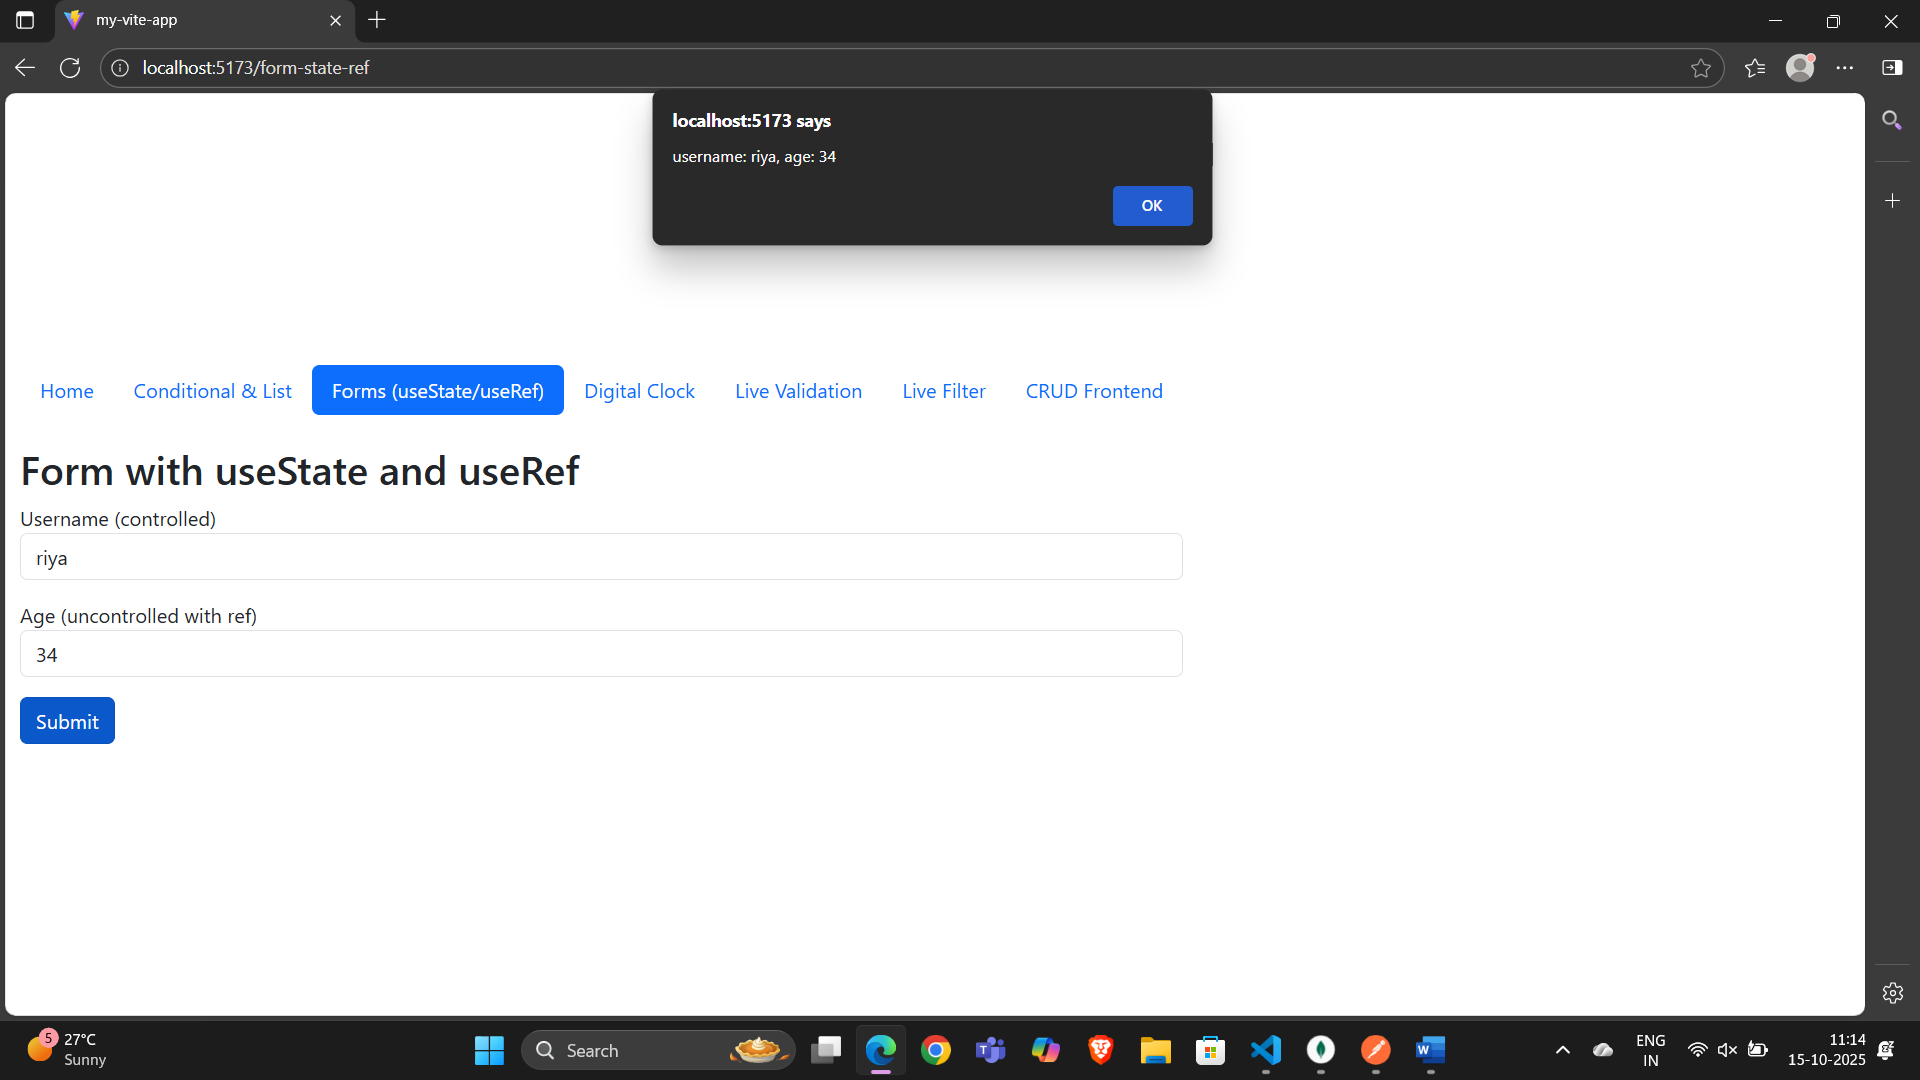 my-vite-app
localhost:5173/form-state-ref
localhost:5173 says
username: riya, age: 34
OK
Home
Conditional & List
Forms (useState/useRef)
Digital Clock
Live Validation
Live Filter
CRUD Frontend
Form with useState and useRef
Username (controlled)
riya
Age (uncontrolled with ref)
34
Submit
5
27°C
Sunny
Search
ENG
IN
11:14
15-10-2025